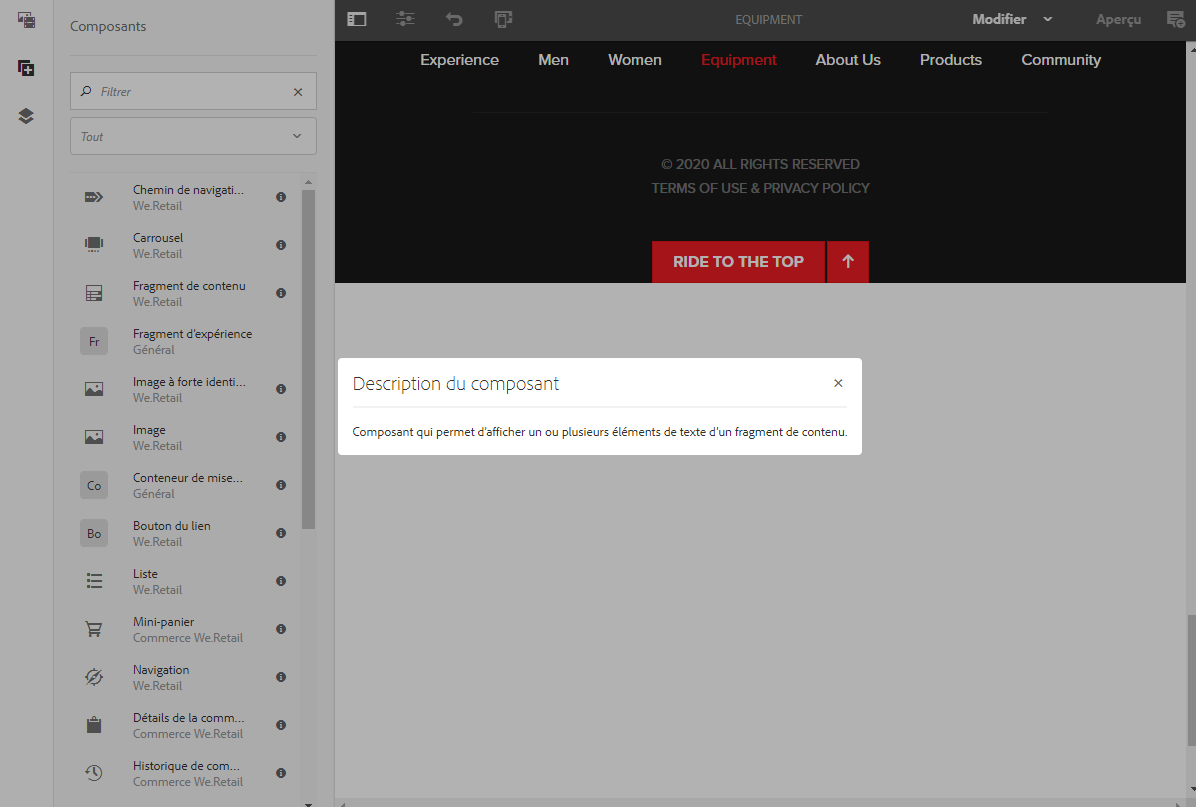 Composants
Filtrer
Tout
Chemin de navigati...
We.Retail
Carrousel
We.Retail
Fragment de contenu
We.Retail
Fr
Fragment d'expérience
Général
Image à forte identi...
We.Retail
Image
We.Retail
Co
Conteneur de mise...
Général
Bo
Bouton du lien
We.Retail
Liste
We.Retail
Mini-panier
Commerce We.Retail
Navigation
We.Retail
Détails de la comm...
Commerce We.Retail
Historique de com...
Commerce We.Retail
EQUIPMENT
Modifier
Aperçu
Experience Men Women Equipment About Us Products Community
© 2020 ALL RIGHTS RESERVED
TERMS OF USE & PRIVACY POLICY
RIDE TO THE TOP
Description du composant
Composant qui permet d'afficher un ou plusieurs éléments de texte d'un fragment de contenu.